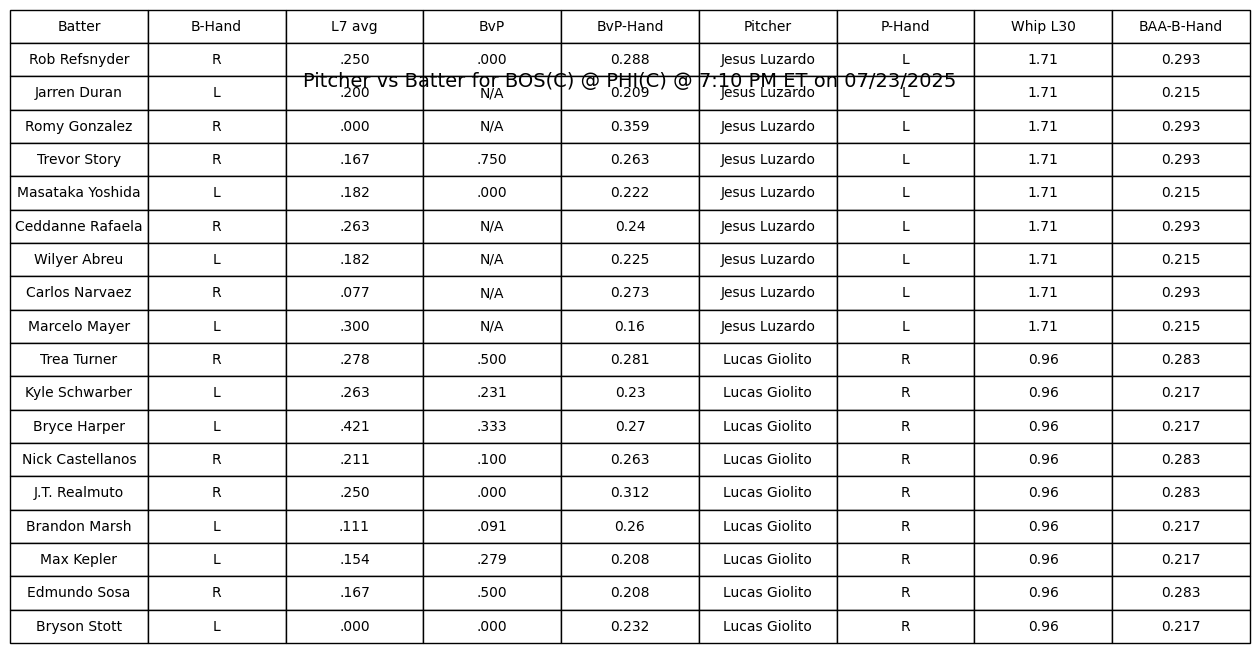 Batter B-Hand L7 avg BvP BvP-Hand Pitcher P-Hand Whip L30 BAA-B-Hand
Rob Refsnyder R .250 .000 0.288 Jesus Luzardo L 1.71 0.293
Pitcher vs Batter for BOS(C) @ PHI(C) @ 7:10 PM ET on 07/23/2025
Jarren Duran L .200 N/A 0.209 Jesus Luzardo L 1.71 0.215
Romy Gonzalez R .000 N/A 0.359 Jesus Luzardo L 1.71 0.293
Trevor Story R .167 .750 0.263 Jesus Luzardo L 1.71 0.293
Masataka Yoshida L .182 .000 0.222 Jesus Luzardo L 1.71 0.215
Ceddanne Rafaela R .263 N/A 0.24 Jesus Luzardo L 1.71 0.293
Wilyer Abreu L .182 N/A 0.225 Jesus Luzardo L 1.71 0.215
Carlos Narvaez R .077 N/A 0.273 Jesus Luzardo L 1.71 0.293
Marcelo Mayer L .300 N/A 0.16 Jesus Luzardo L 1.71 0.215
Trea Turner R .278 .500 0.281 Lucas Giolito R 0.96 0.283
Kyle Schwarber L .263 .231 0.23 Lucas Giolito R 0.96 0.217
Bryce Harper L .421 .333 0.27 Lucas Giolito R 0.96 0.217
Nick Castellanos R .211 .100 0.263 Lucas Giolito R 0.96 0.283
J.T. Realmuto R .250 .000 0.312 Lucas Giolito R 0.96 0.283
Brandon Marsh L .111 .091 0.26 Lucas Giolito R 0.96 0.217
Max Kepler L .154 .279 0.208 Lucas Giolito R 0.96 0.217
Edmundo Sosa R .167 .500 0.208 Lucas Giolito R 0.96 0.283
Bryson Stott L .000 .000 0.232 Lucas Giolito R 0.96 0.217